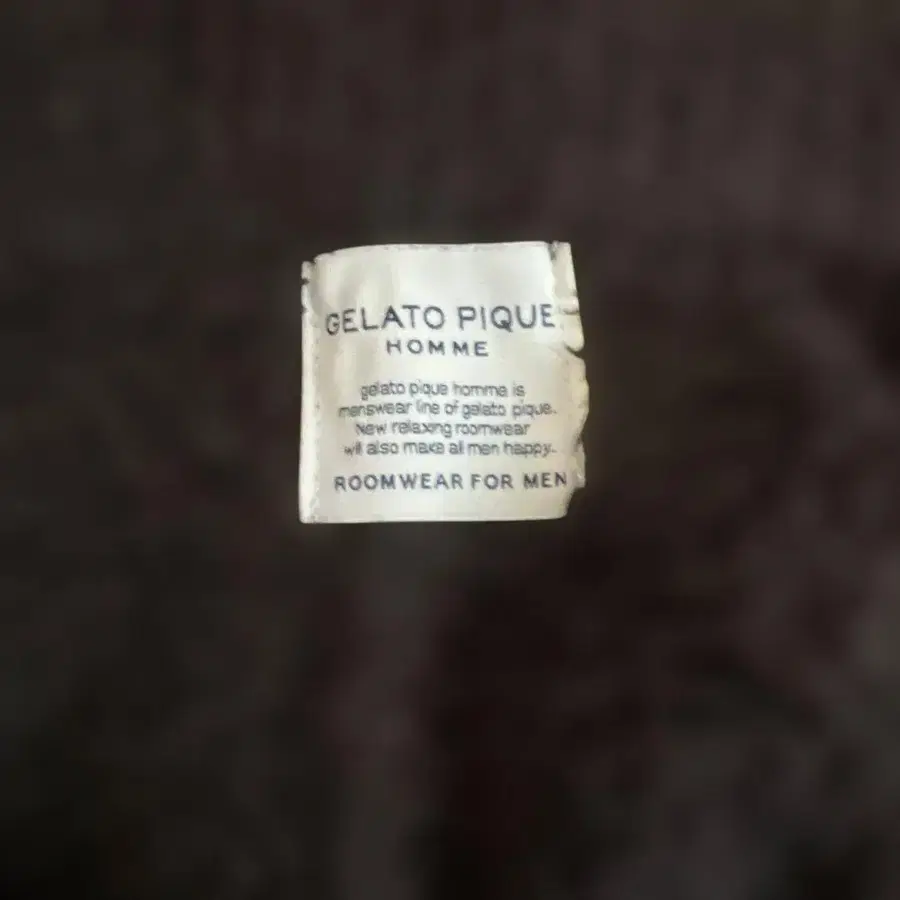 GELATO PIQUE
HOMME
gelato pique homme is
menswear line of gelato pique.
New relaxing roomwear
will also make all men happy.
ROOMWEAR FOR MEN